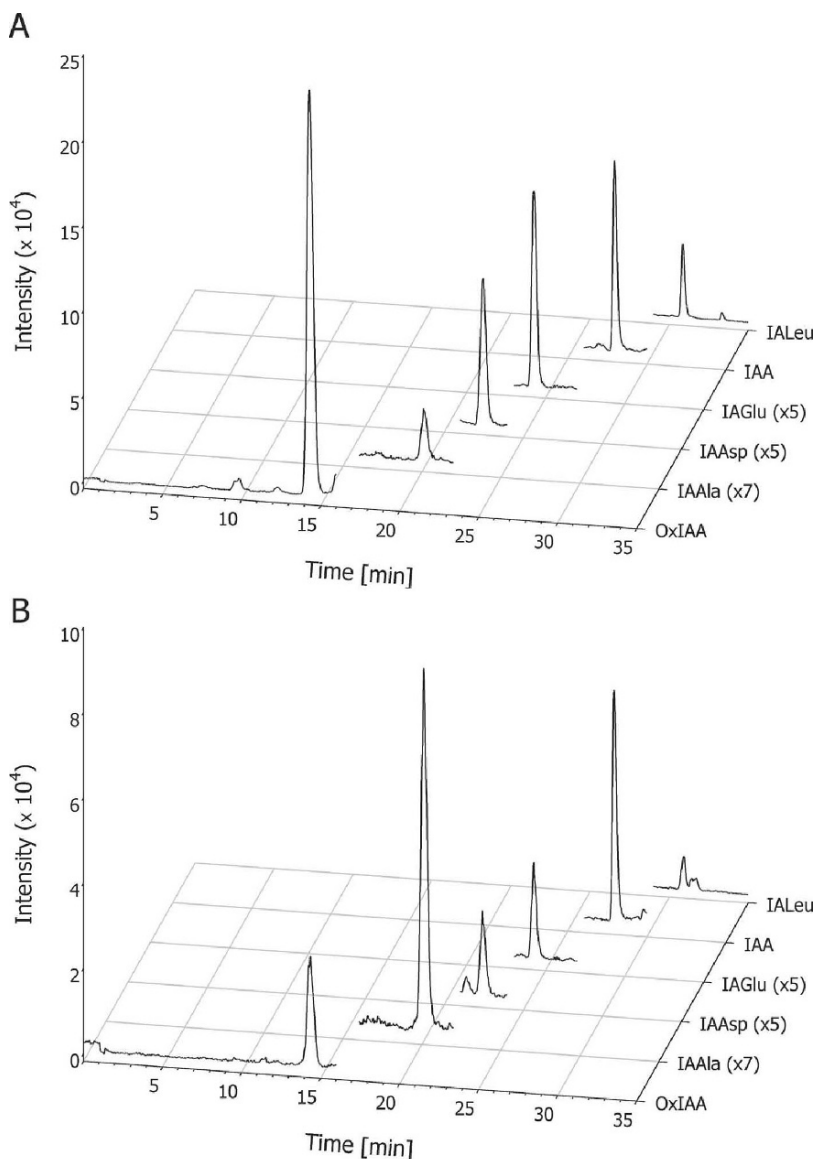 A
25
20
15
10
5
0
Intensity (x 10⁴)
5
10
15
20
25
30
35
Time [min]
IALeu
IAA
IAGlu (x5)
IAAsp (x5)
IAAla (x7)
OxIAA
B
10
8
6
4
2
0
Intensity (x 10⁴)
5
10
15
20
25
30
35
Time [min]
IALeu
IAA
IAGlu (x5)
IAAsp (x5)
IAAla (x7)
OxIAA